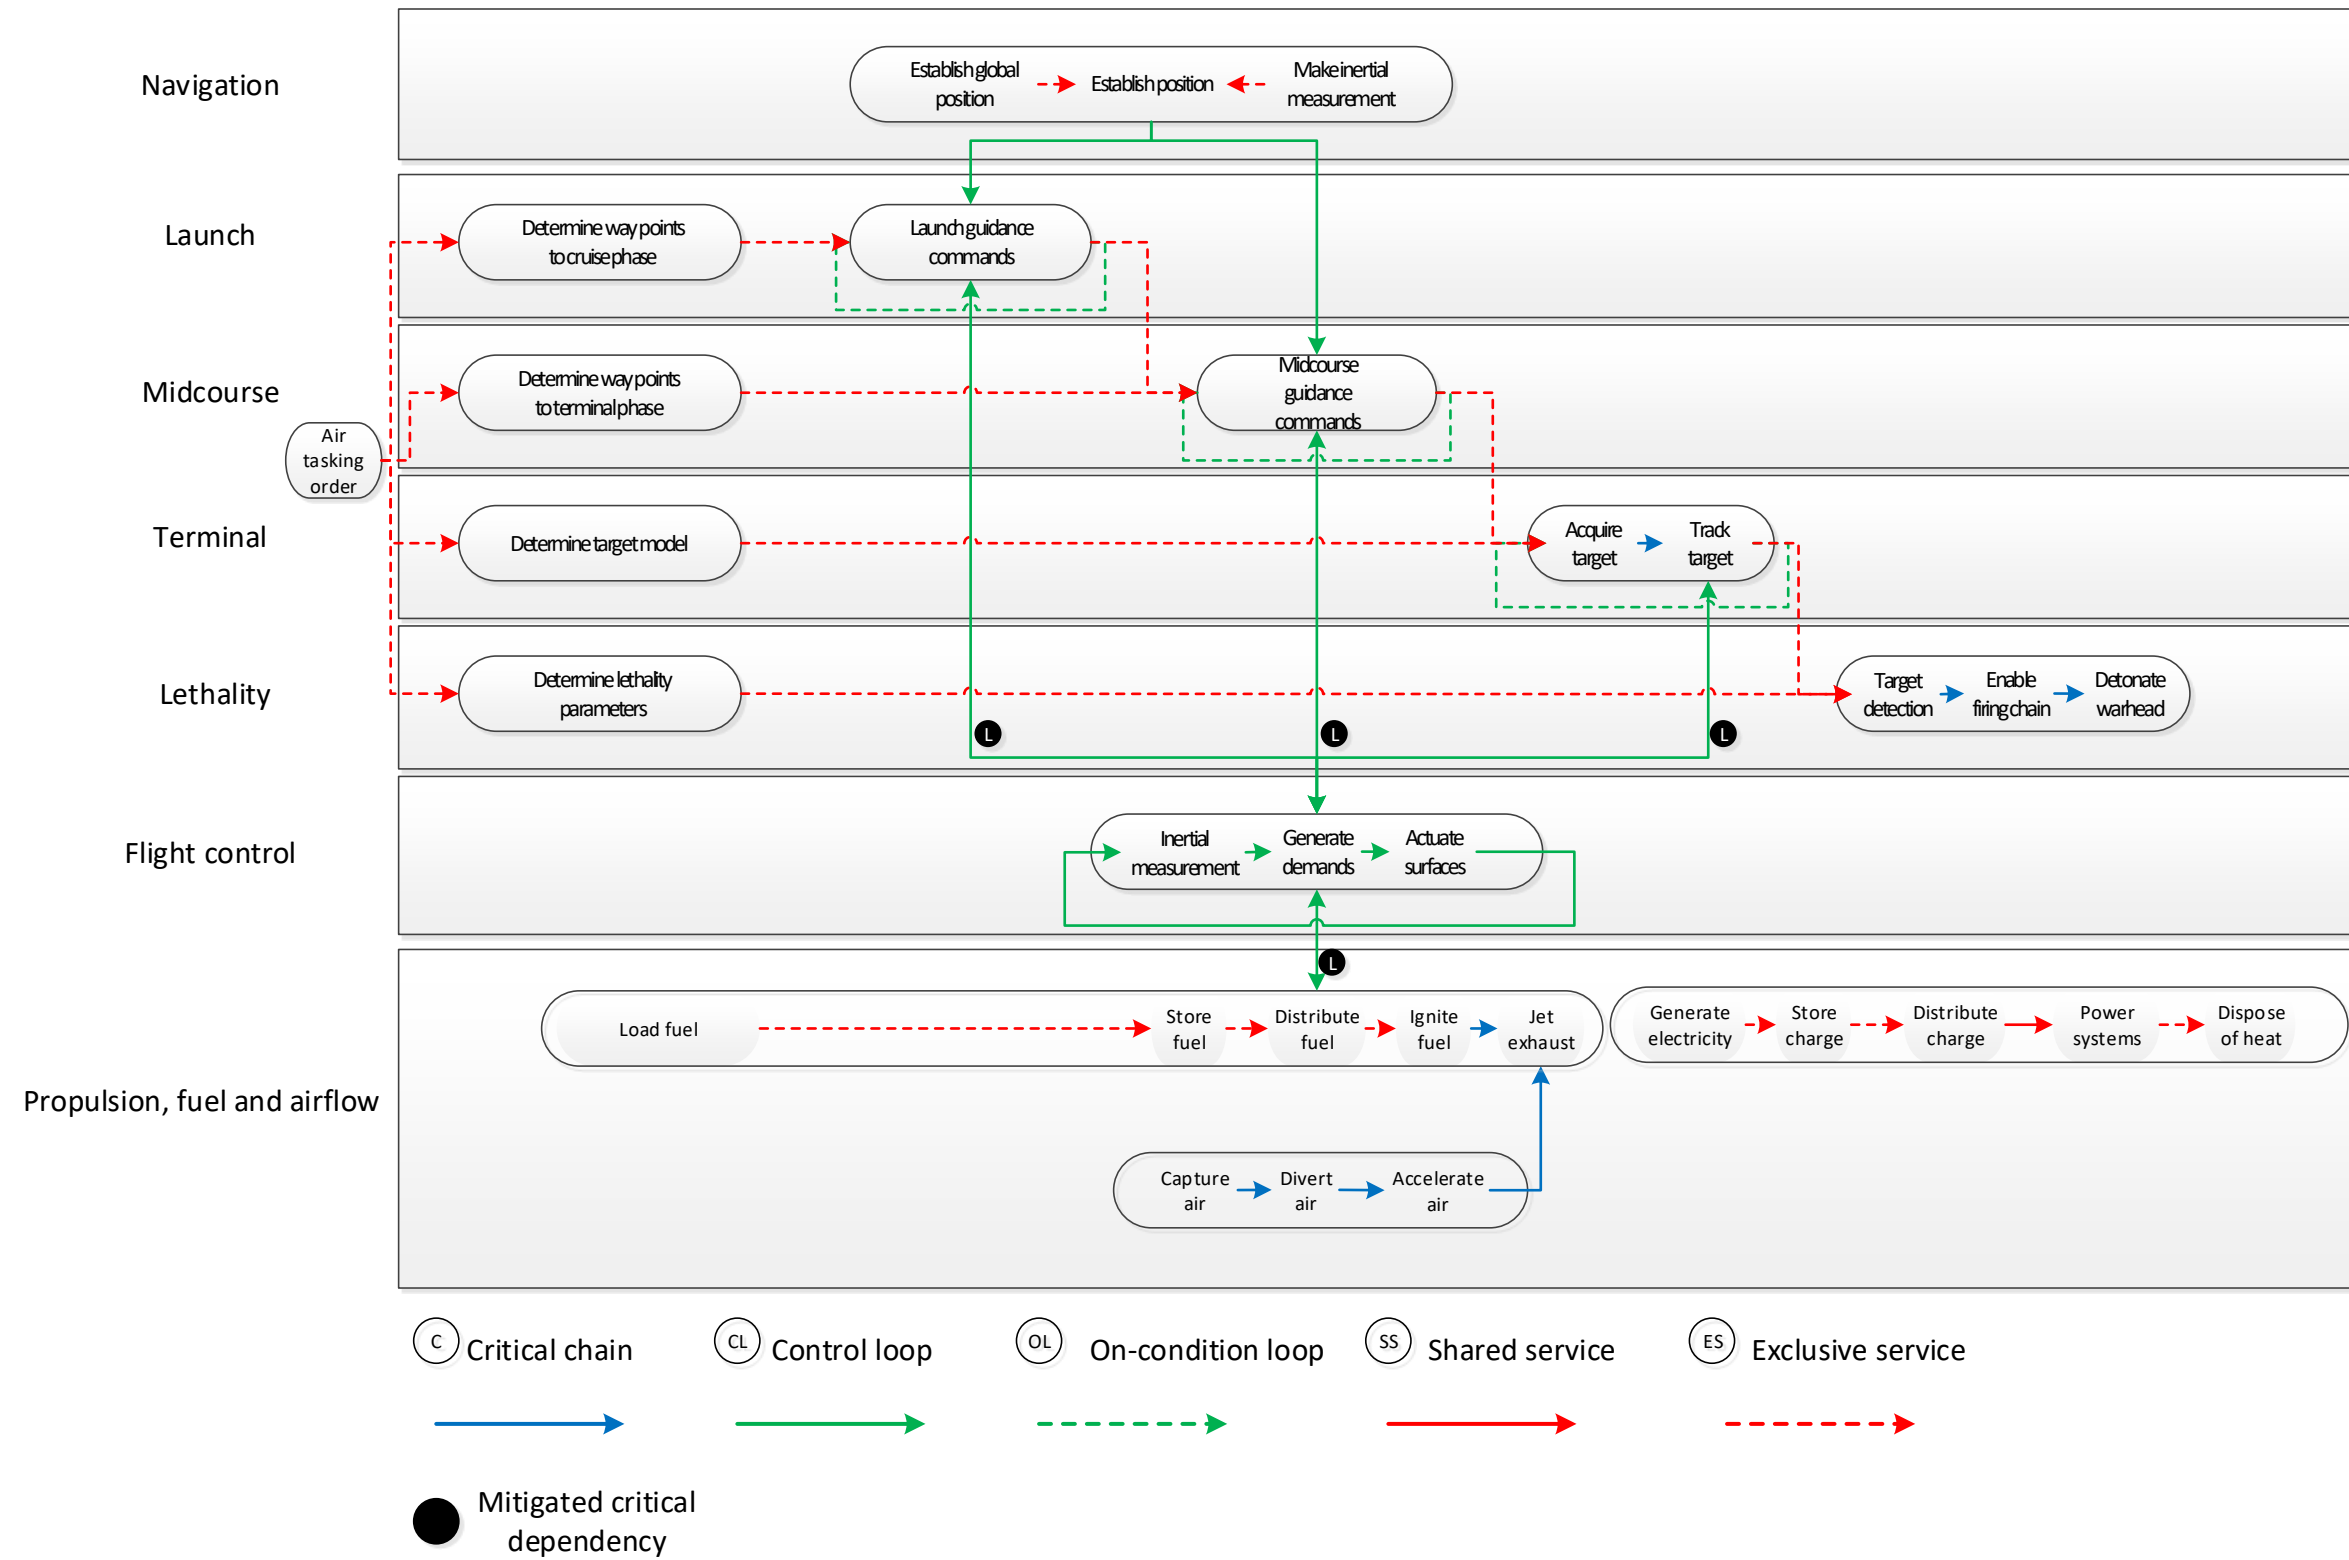 Navigation
Establish global
position
Establish position
Make inertial
measurement
Launch
Determine way points
to cruise phase
Launch guidance
commands
Midcourse
Determine way points
to terminal phase
Midcourse
guidance
commands
Air
tasking
order
Terminal
Determine target model
Acquire
target
Track
target
Lethality
Determine lethality
parameters
Target
detection
Enable
firing chain
Detonate
warhead
L
L
L
Flight control
Inertial
measurement
Generate
demands
Actuate
surfaces
L
Propulsion, fuel and airflow
Load fuel
Store
fuel
Distribute
fuel
Ignite
fuel
Jet
exhaust
Generate
electricity
Store
charge
Distribute
charge
Power
systems
Dispose
of heat
Capture
air
Divert
air
Accelerate
air
C Critical chain
CL Control loop
OL On-condition loop
SS Shared service
ES Exclusive service
Mitigated critical
dependency